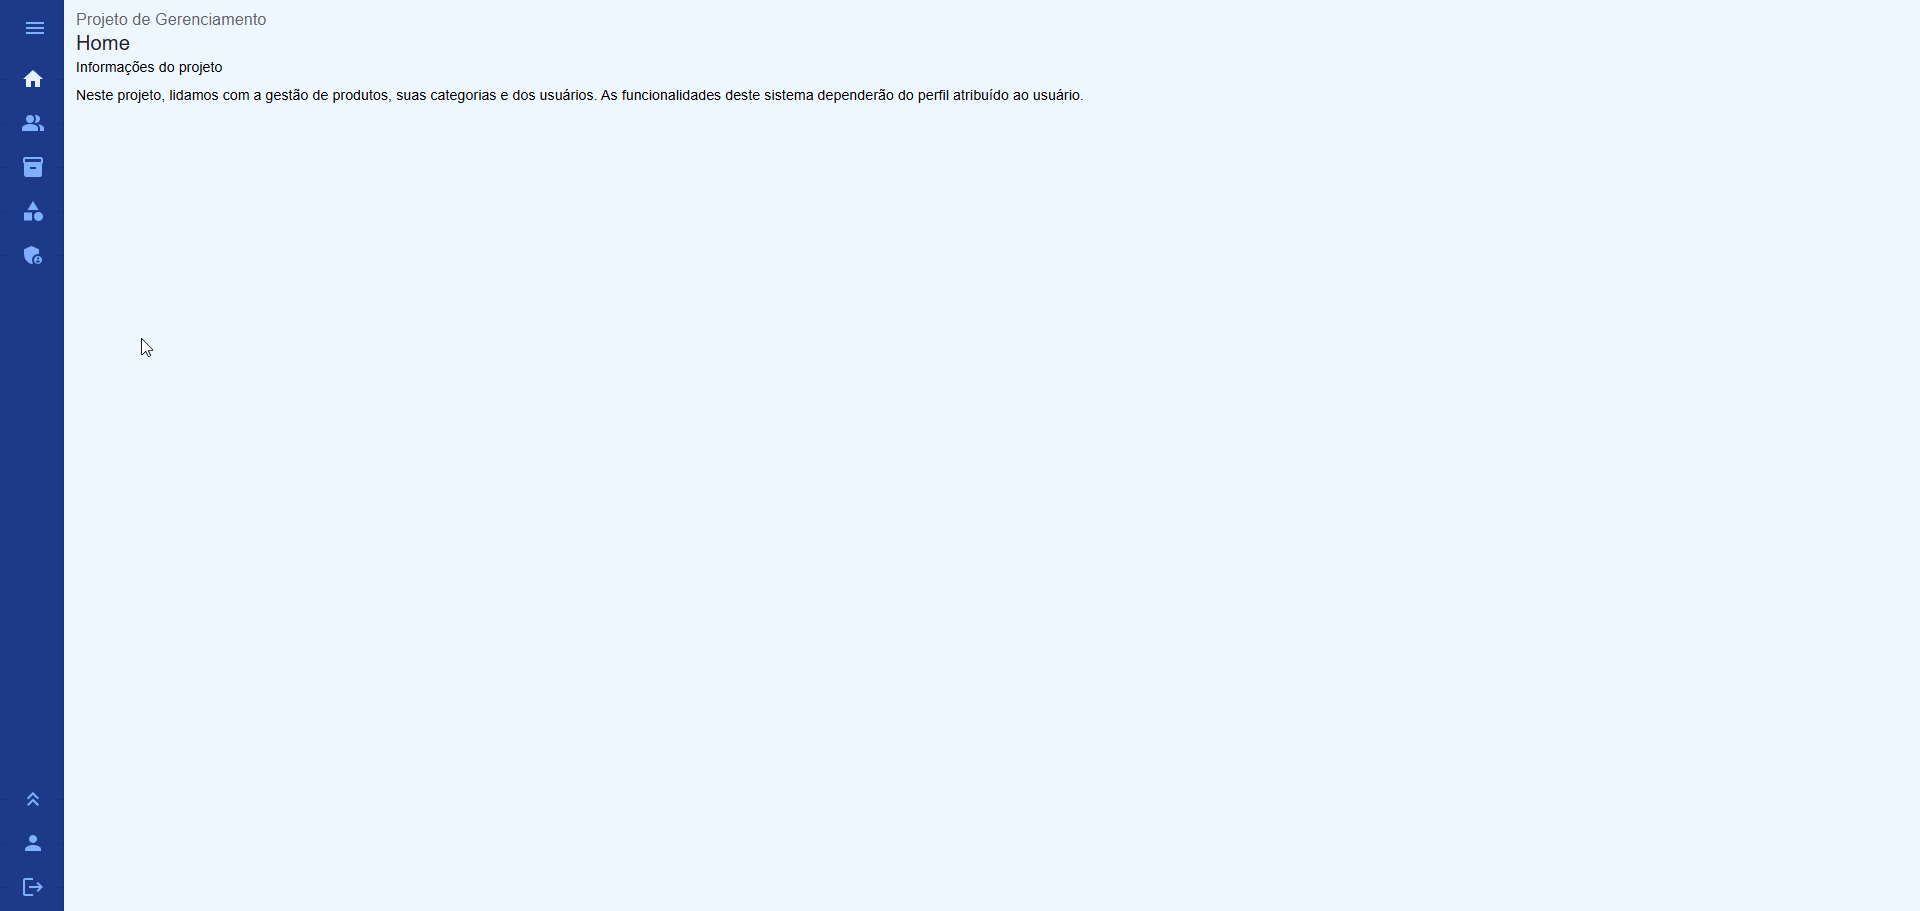 Projeto de Gerenciamento
Home
Informações do projeto
Neste projeto, lidamos com a gestão de produtos, suas categorias e dos usuários. As funcionalidades deste sistema dependerão do perfil atribuído ao usuário.